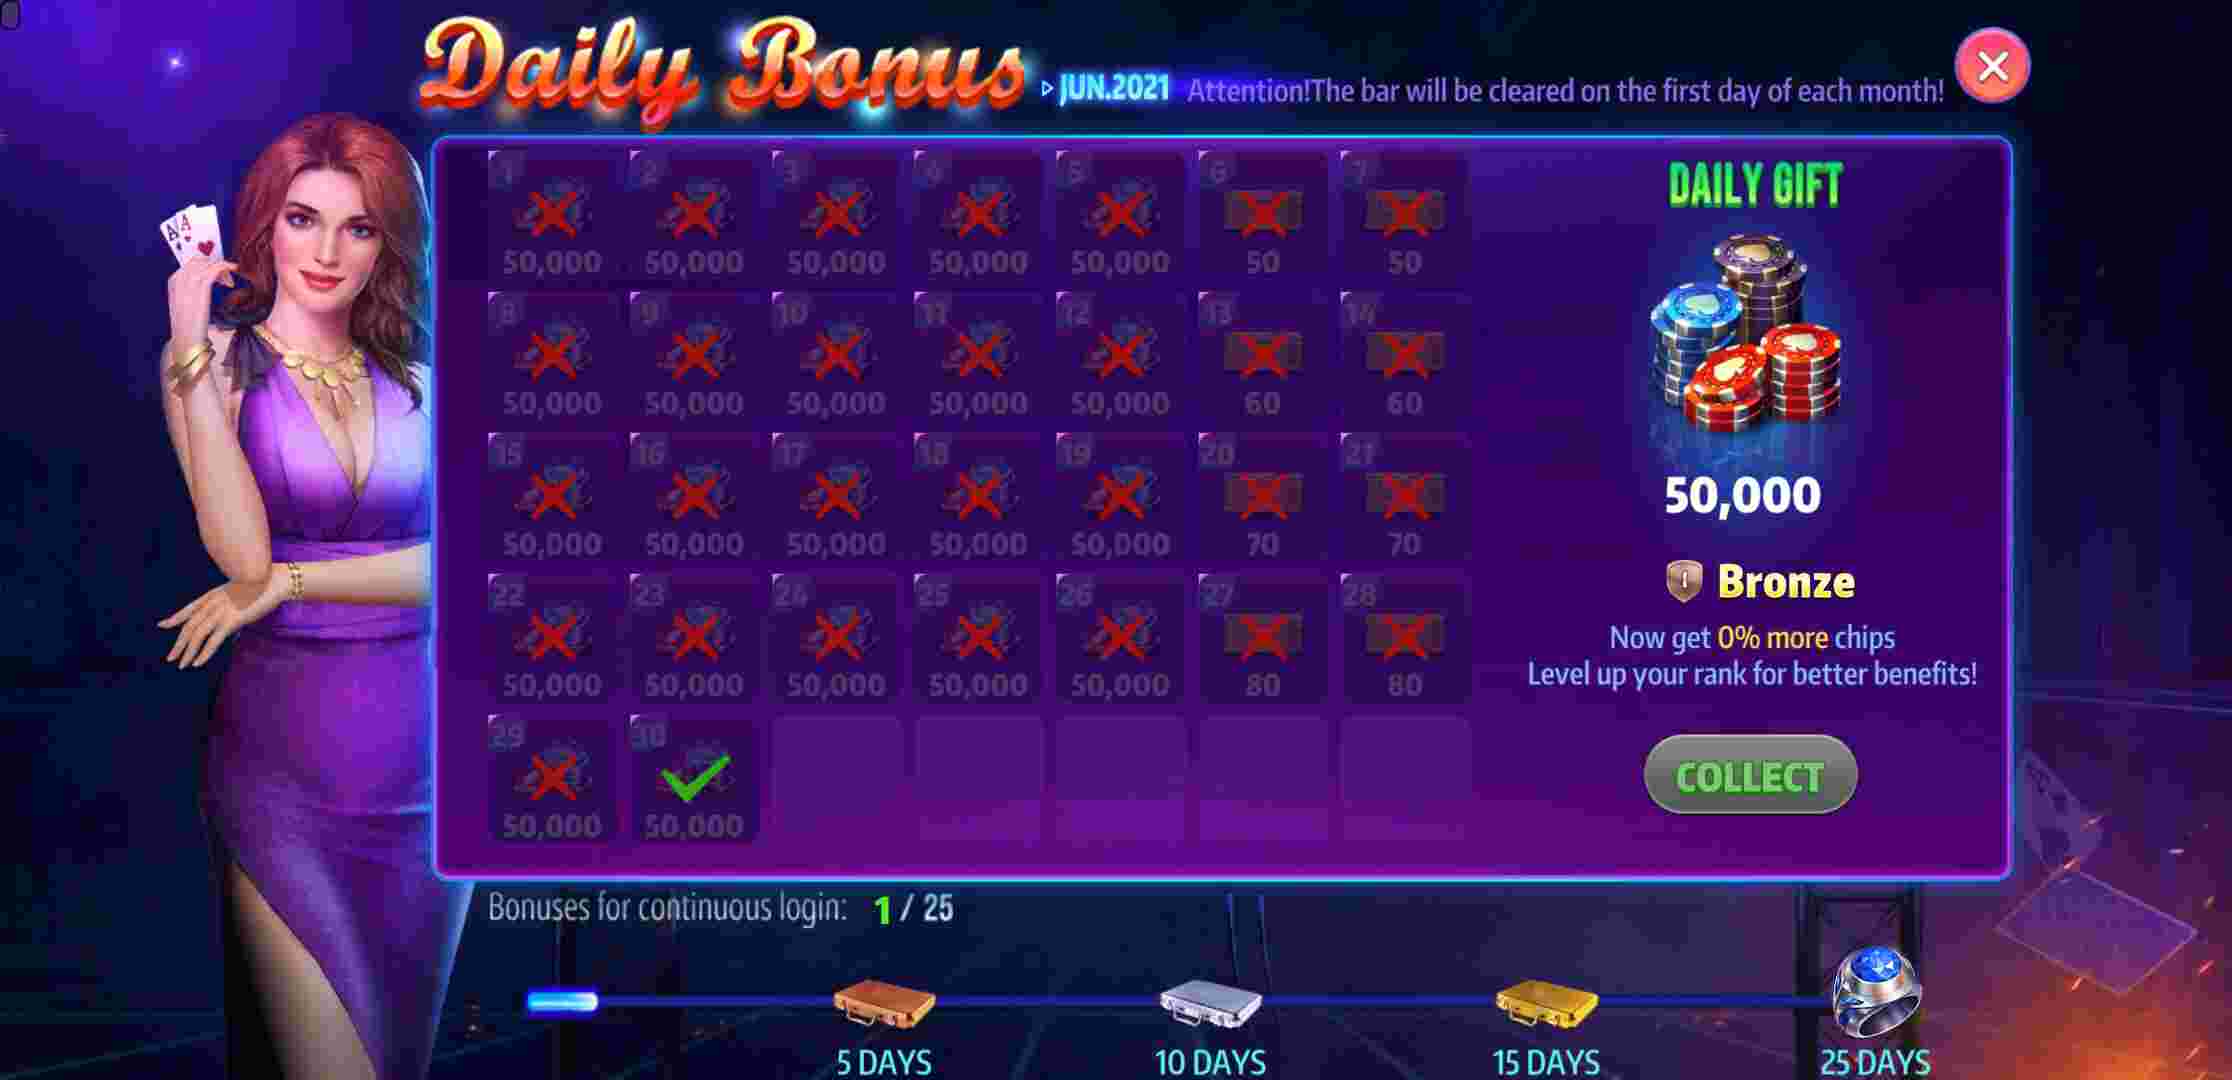 Daily Bonus
JUN.2021
Attention!The bar will be cleared on the first day of each month!
1 2 3 4 5 6 7
50,000 50,000 50,000 50,000 50,000 50 50
8 9 10 11 12 13 14
50,000 50,000 50,000 50,000 50,000 60 60
15 16 17 18 19 20 21
50,000 50,000 50,000 50,000 50,000 70 70
22 23 24 25 26 27 28
50,000 50,000 50,000 50,000 50,000 80 80
29 30
50,000 50,000
DAILY GIFT
50,000
Bronze
Now get 0% more chips
Level up your rank for better benefits!
COLLECT
Bonuses for continuous login: 1 / 25
5 DAYS 10 DAYS 15 DAYS 25 DAYS
A A